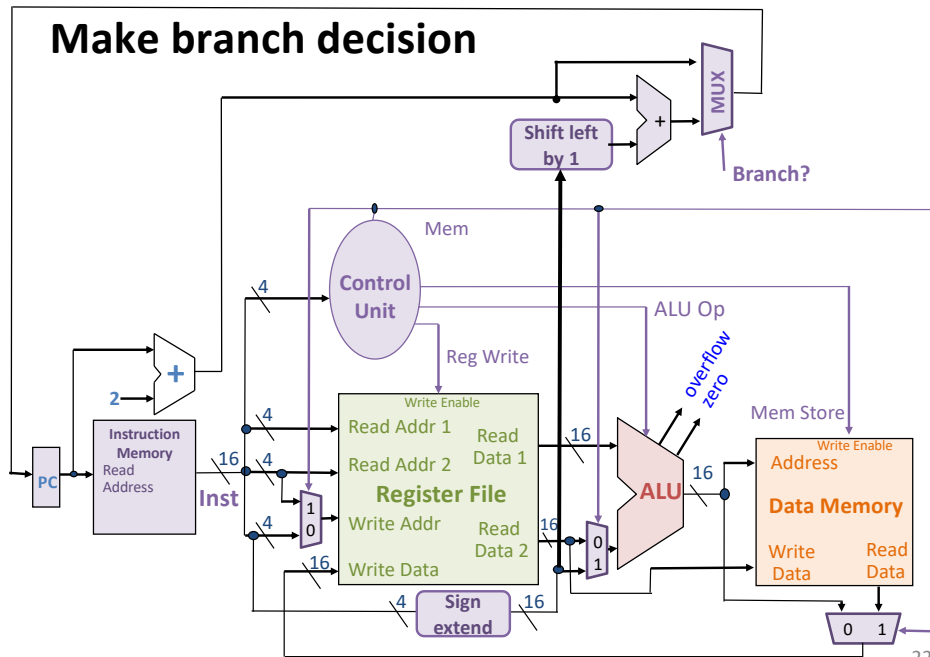 Make branch decision
MUX
+
Shift left
by 1
Branch?
Mem
4
Control
Unit
ALU Op
+
Reg Write
overflow
zero
2
Mem Store
Instruction
Memory
Read
Address
PC
16
Inst
4
4
4
16
1
0
Write Enable
Read Addr 1
Read Addr 2
Register File
Write Addr
Write Data
Read
Data 1
Read
Data 2
16
16
0
1
ALU
16
Write Enable
Address
Data Memory
Write
Data
Read
Data
4
Sign
extend
16
0 1
22